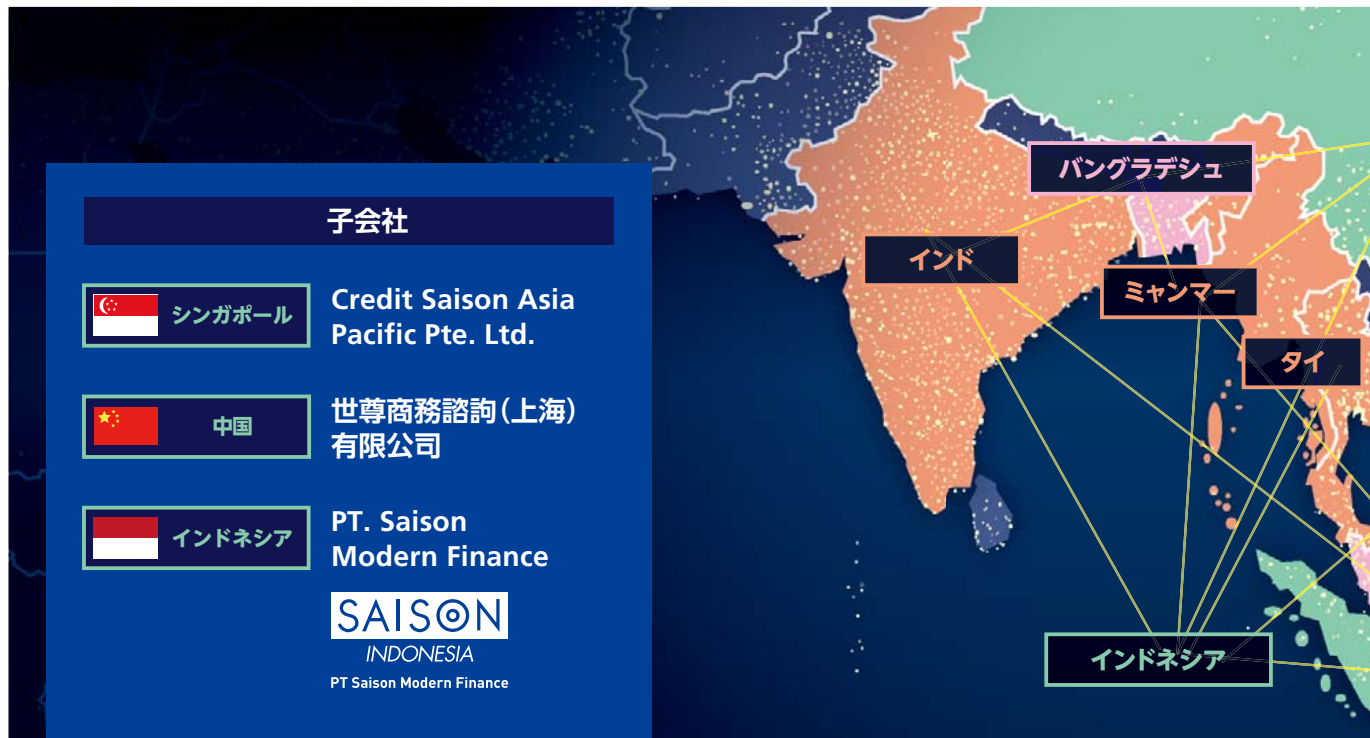 子会社
シンガポール
Credit Saison Asia
Pacific Pte. Ltd.
中国
世尊商務諮詢(上海)
有限公司
インドネシア
PT. Saison
Modern Finance
SAISON
INDONESIA
PT Saison Modern Finance
バングラデシュ
インド
ミャンマー
タイ
インドネシア